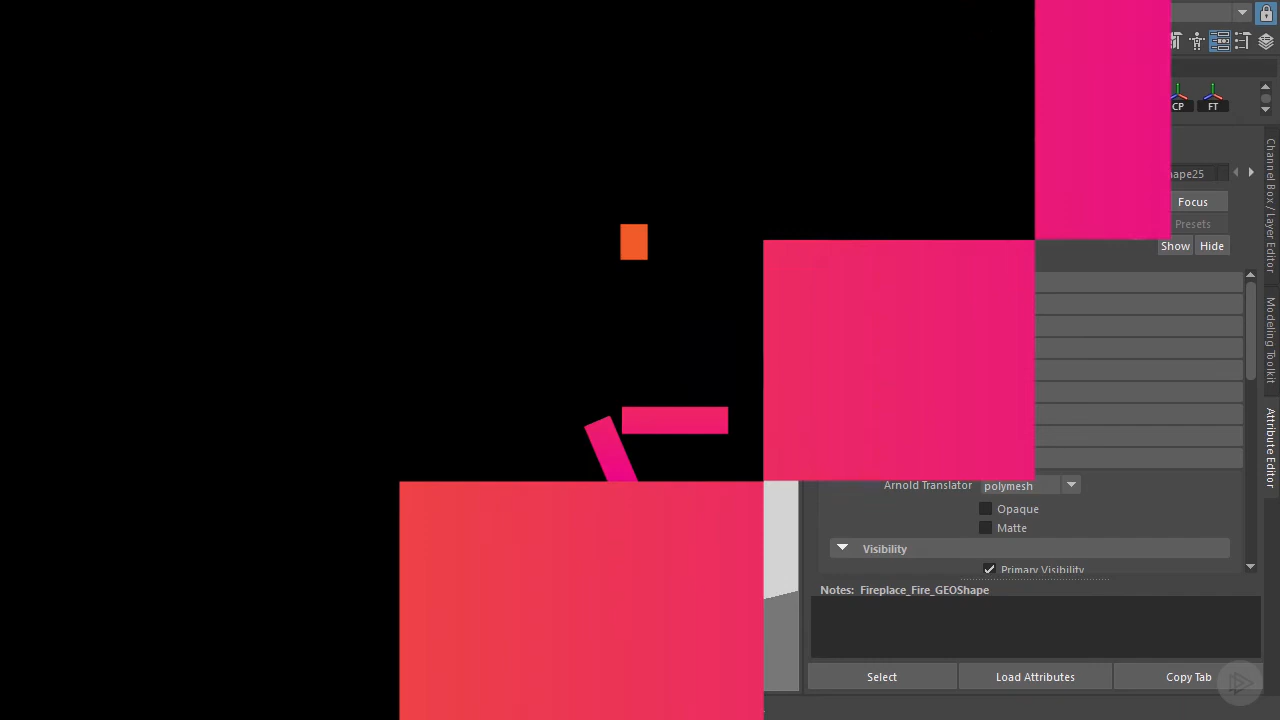 CP FT
Channel Box / Layer Editor
Modeling Toolkit
Attribute Editor
Focus
Presets
Show Hide
Arnold Translator polymesh
Opaque
Matte
Visibility
Primary Visibility
Notes: Fireplace_Fire_GEOShape
Select Load Attributes Copy Tab